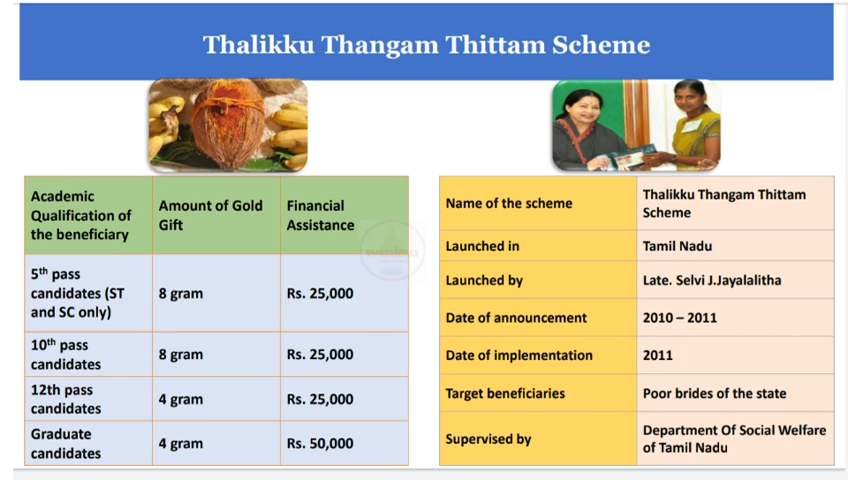 Thalikku Thangam Thittam Scheme
Academic
Qualification of
the beneficiary
Amount of Gold
Gift
Financial
Assistance
5th pass
candidates (ST
and SC only)
8 gram
Rs. 25,000
10th pass
candidates
8 gram
Rs. 25,000
12th pass
candidates
4 gram
Rs. 25,000
Graduate
candidates
4 gram
Rs. 50,000
Name of the scheme
Thalikku Thangam Thittam
Scheme
Launched in
Tamil Nadu
Launched by
Late. Selvi J.Jayalalitha
Date of announcement
2010 – 2011
Date of implementation
2011
Target beneficiaries
Poor brides of the state
Supervised by
Department Of Social Welfare
of Tamil Nadu